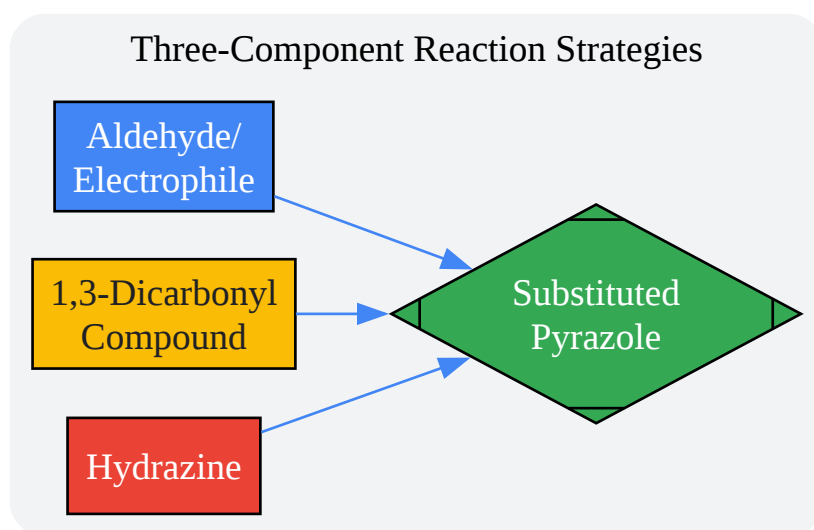 Three-Component Reaction Strategies
Aldehyde/
Electrophile
1,3-Dicarbonyl
Compound
Hydrazine
Substituted
Pyrazole